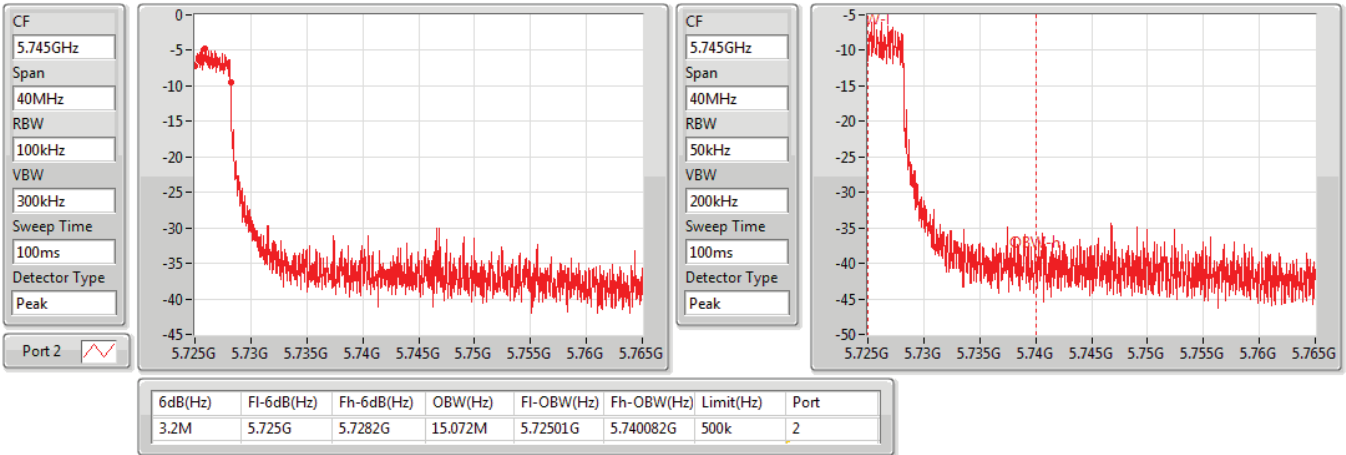 CF
5.745GHz
Span
40MHz
RBW
100kHz
VBW
300kHz
Sweep Time
100ms
Detector Type
Peak
Port 2
0-
-5-
-10-
-15-
-20-
-25-
-30-
-35-
-40-
-45-
5.725G 5.73G 5.735G 5.74G 5.745G 5.75G 5.755G 5.76G 5.765G
CF
5.745GHz
Span
40MHz
RBW
50kHz
VBW
200kHz
Sweep Time
100ms
Detector Type
Peak
-5-
-10-
-15-
-20-
-25-
-30-
-35-
-40-
-45-
-50-
OBW-h
5.725G 5.73G 5.735G 5.74G 5.745G 5.75G 5.755G 5.76G 5.765G
6dB(Hz) Fl-6dB(Hz) Fh-6dB(Hz) OBW(Hz) Fl-OBW(Hz) Fh-OBW(Hz) Limit(Hz) Port
3.2M 5.725G 5.7282G 15.072M 5.72501G 5.740082G 500k 2